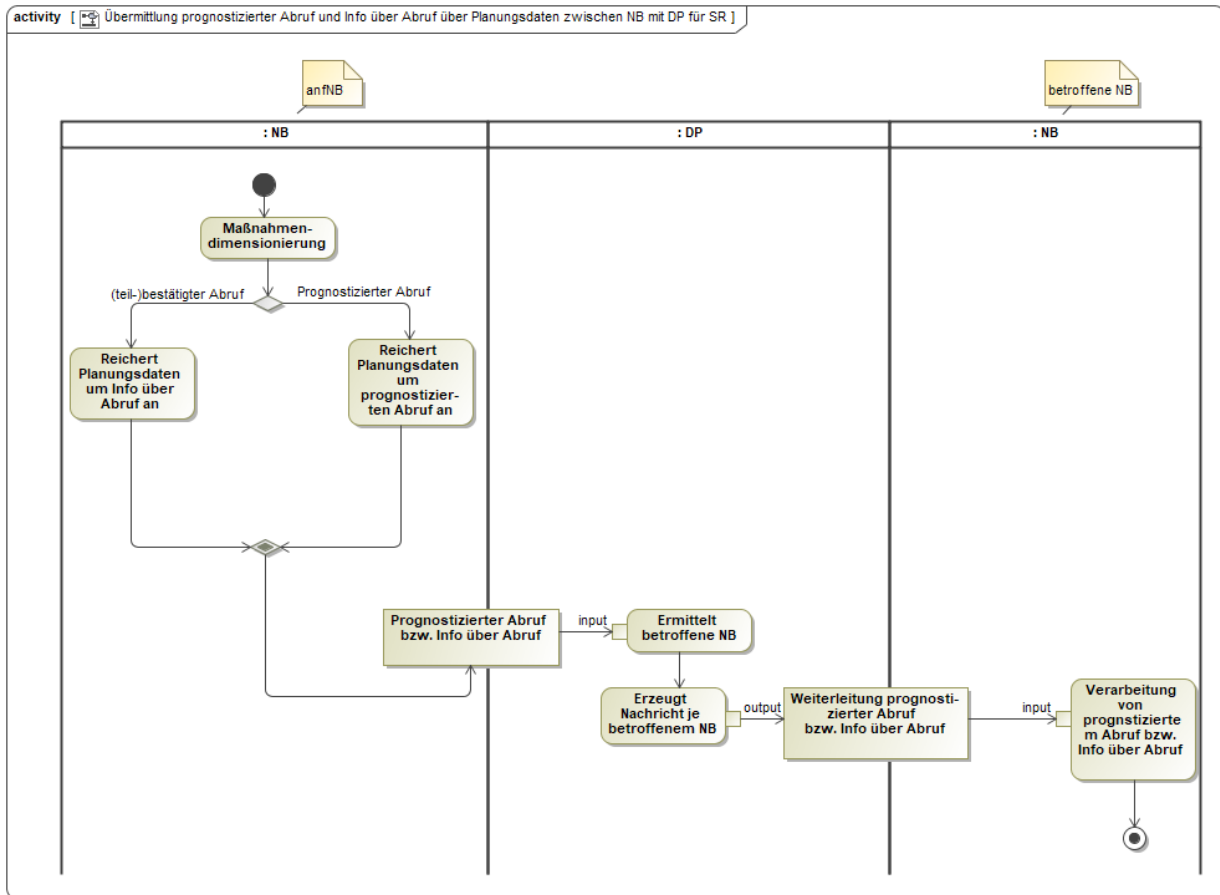 activity [ Übermittlung prognostizierter Abruf und Info über Abruf über Planungsdaten zwischen NB mit DP für SR ]
anfNB
betroffene NB
: NB
: DP
: NB
Maßnahmen-
dimensionierung
(teil-)bestätigter Abruf
Prognostizierter Abruf
Reichert
Planungsdaten
um Info über
Abruf an
Reichert
Planungsdaten
um
prognostizier-
ten Abruf an
Prognostizierter Abruf
bzw. Info über Abruf
input
Ermittelt
betroffene NB
Erzeugt
Nachricht je
betroffenem NB
output
Weiterleitung prognosti-
zierter Abruf
bzw. Info über Abruf
input
Verarbeitung
von
prognstizierte
m Abruf bzw.
Info über Abruf